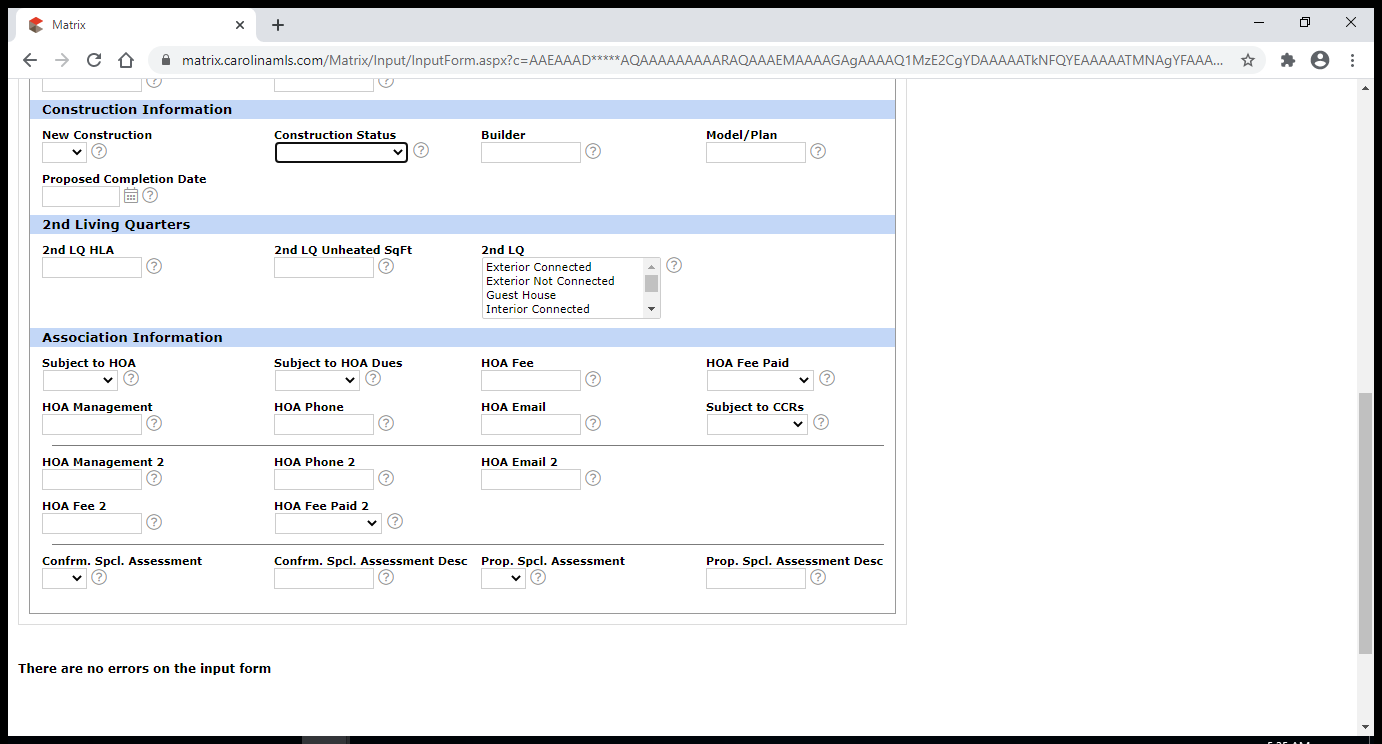 Matrix
matrix.carolinamls.com/Matrix/Input/InputForm.aspx?c=AAEAAAD*****AQAAAAAAAAARAQAAAEMAAAAGAgAAAAQ1MzE2CgYDAAAAATkNFQYEAAAAATMNAgYFAAA...
Construction Information
New Construction Construction Status Builder Model/Plan
Proposed Completion Date
2nd Living Quarters
2nd LQ HLA 2nd LQ Unheated SqFt 2nd LQ
Exterior Connected
Exterior Not Connected
Guest House
Interior Connected
Association Information
Subject to HOA Subject to HOA Dues HOA Fee HOA Fee Paid
HOA Management HOA Phone HOA Email Subject to CCRs
HOA Management 2 HOA Phone 2 HOA Email 2
HOA Fee 2 HOA Fee Paid 2
Confrm. Spcl. Assessment Confrm. Spcl. Assessment Desc Prop. Spcl. Assessment Prop. Spcl. Assessment Desc
There are no errors on the input form